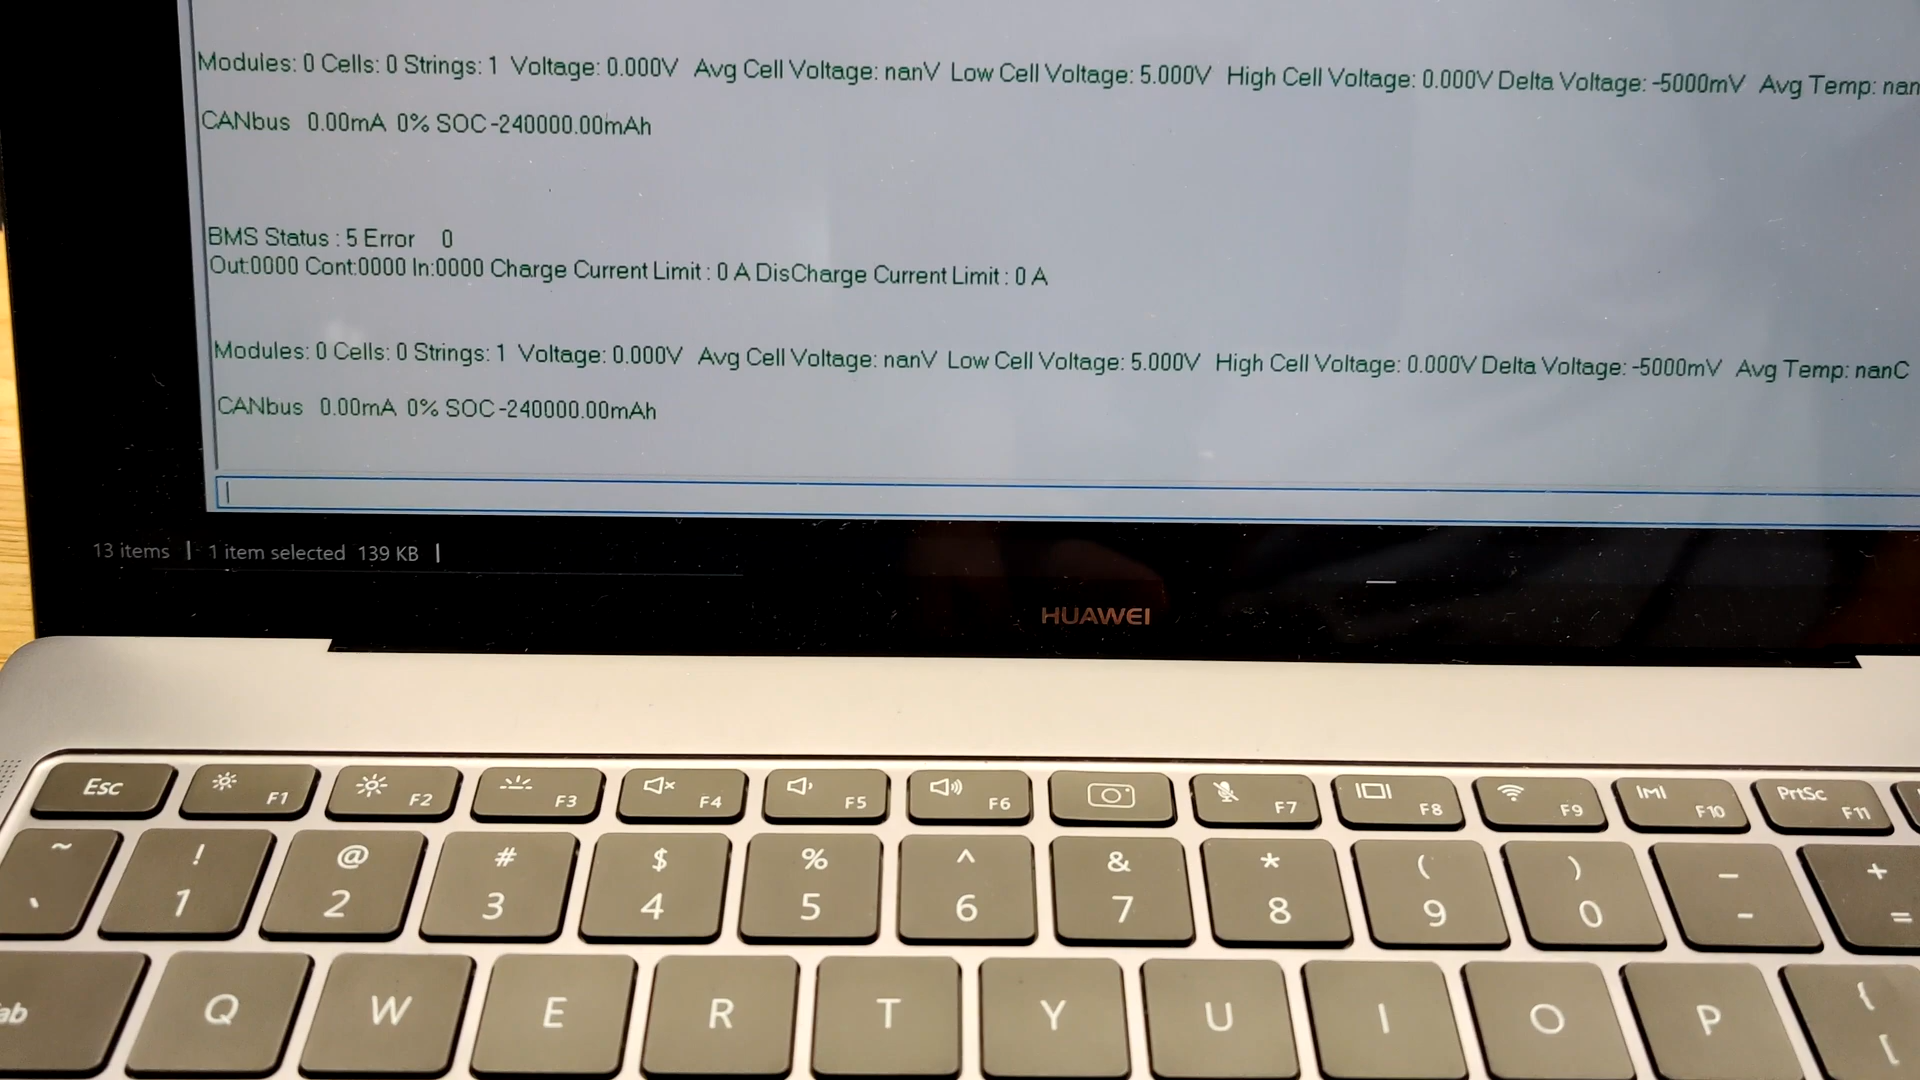 Modules: 0 Cells: 0 Strings: 1 Voltage: 0.000V Avg Cell Voltage: nanV Low Cell Voltage: 5.000V High Cell Voltage: 0.000V Delta Voltage: -5000mV Avg Temp: nan
CANbus 0.00mA 0% SOC -240000.00mAh
BMS Status : 5 Error 0
Out:0000 Cont:0000 In:0000 Charge Current Limit : 0 A DisCharge Current Limit : 0 A
Modules: 0 Cells: 0 Strings: 1 Voltage: 0.000V Avg Cell Voltage: nanV Low Cell Voltage: 5.000V High Cell Voltage: 0.000V Delta Voltage: -5000mV Avg Temp: nanC
CANbus 0.00mA 0% SOC -240000.00mAh
13 items | 1 item selected 139 KB |
HUAWEI
Esc F1 F2 F3 F4 F5 F6 F7 F8 F9 F10 PrtSc F11
~ ! @ # $ % ^ & * ( ) − +
` 1 2 3 4 5 6 7 8 9 0 - =
ab Q W E R T Y U I O P { [